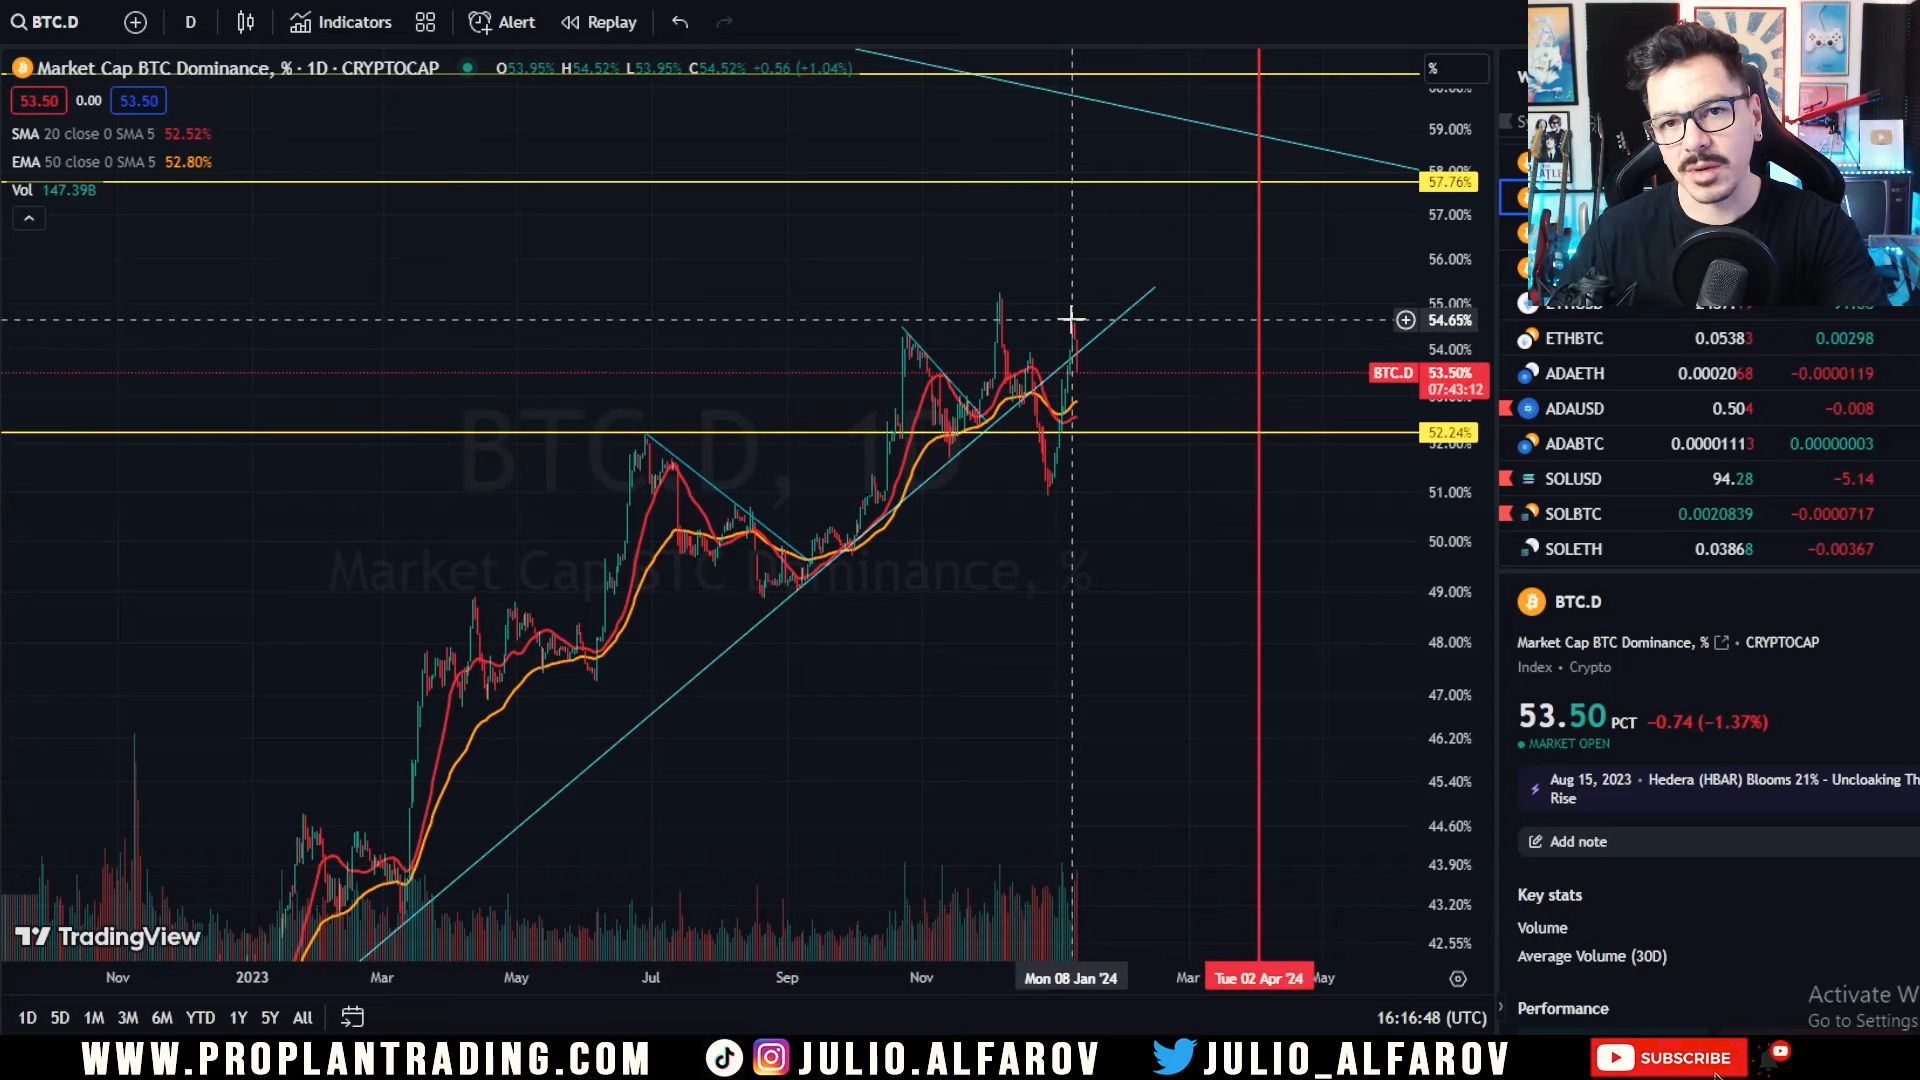 BTC.D D Indicators Alert Replay
Market Cap BTC Dominance, % · 1D · CRYPTOCAP O53.95% H54.52% L53.95% C54.52% +0.56 (+1.04%)
53.50 0.00 53.50
SMA 20 close 0 SMA 5 52.52%
EMA 50 close 0 SMA 5 52.80%
Vol 147.39B
%
59.00%
57.76%
57.00%
56.00%
55.00%
54.65%
54.00%
BTC.D 53.50%
07:43:12
52.24%
52.00%
51.00%
50.00%
49.00%
48.00%
47.00%
46.20%
45.40%
44.60%
43.90%
43.20%
42.55%
BTC.D, 1D
Market Cap BTC Dominance, %
TradingView
Nov 2023 Mar May Jul Sep Nov Mon 08 Jan '24 Mar Tue 02 Apr '24 May
1D 5D 1M 3M 6M YTD 1Y 5Y All 16:16:48 (UTC)
ETHBTC 0.05383 0.00298
ADAETH 0.0002068 −0.0000119
ADAUSD 0.504 −0.008
ADABTC 0.00001113 0.00000003
SOLUSD 94.28 −5.14
SOLBTC 0.0020839 −0.0000717
SOLETH 0.03868 −0.00367
BTC.D
Market Cap BTC Dominance, % • CRYPTOCAP
Index • Crypto
53.50 PCT −0.74 (−1.37%)
MARKET OPEN
Aug 15, 2023 • Hedera (HBAR) Blooms 21% - Uncloaking Th
Rise
Add note
Key stats
Volume
Average Volume (30D)
Performance
Activate W
Go to Settings
WWW.PROPLANTRADING.COM JULIO.ALFAROV JULIO_ALFAROV SUBSCRIBE